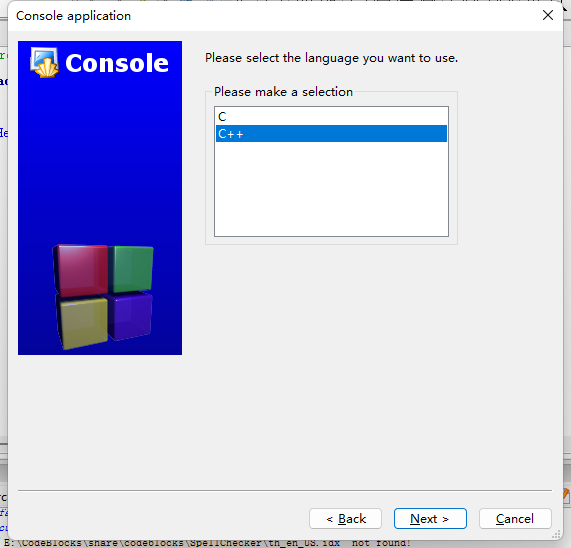 Console application
Console
Please select the language you want to use.
Please make a selection
C
C++
< Back
Next >
Cancel
E:\CodeBlocks\share\codeblocks\SpellChecker\th_en_US.idx' not found!